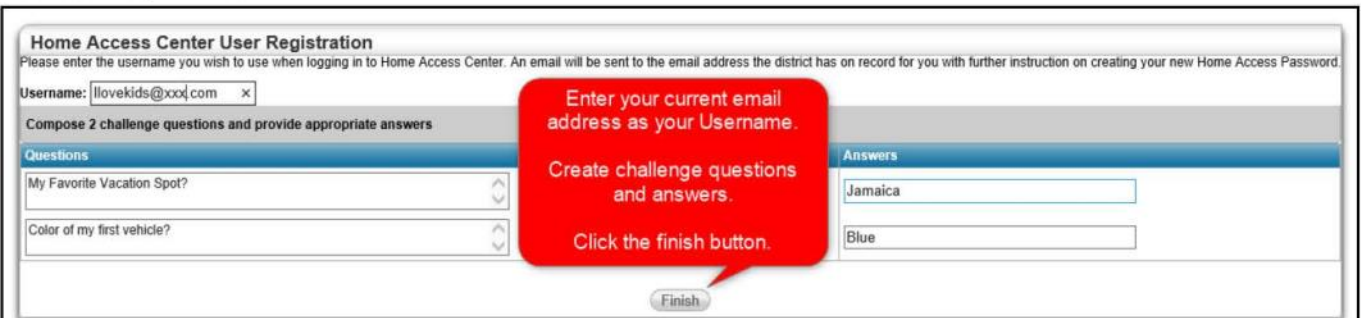 Home Access Center User Registration
Please enter the username you wish to use when logging in to Home Access Center. An email will be sent to the email address the district has on record for you with further instruction on creating your new Home Access Password.
Username: Ilovekids@xxx.com ×
Compose 2 challenge questions and provide appropriate answers
Enter your current email
address as your Username.
Create challenge questions
and answers.
Click the finish button.
Questions
Answers
My Favorite Vacation Spot?
Jamaica
Color of my first vehicle?
Blue
Finish